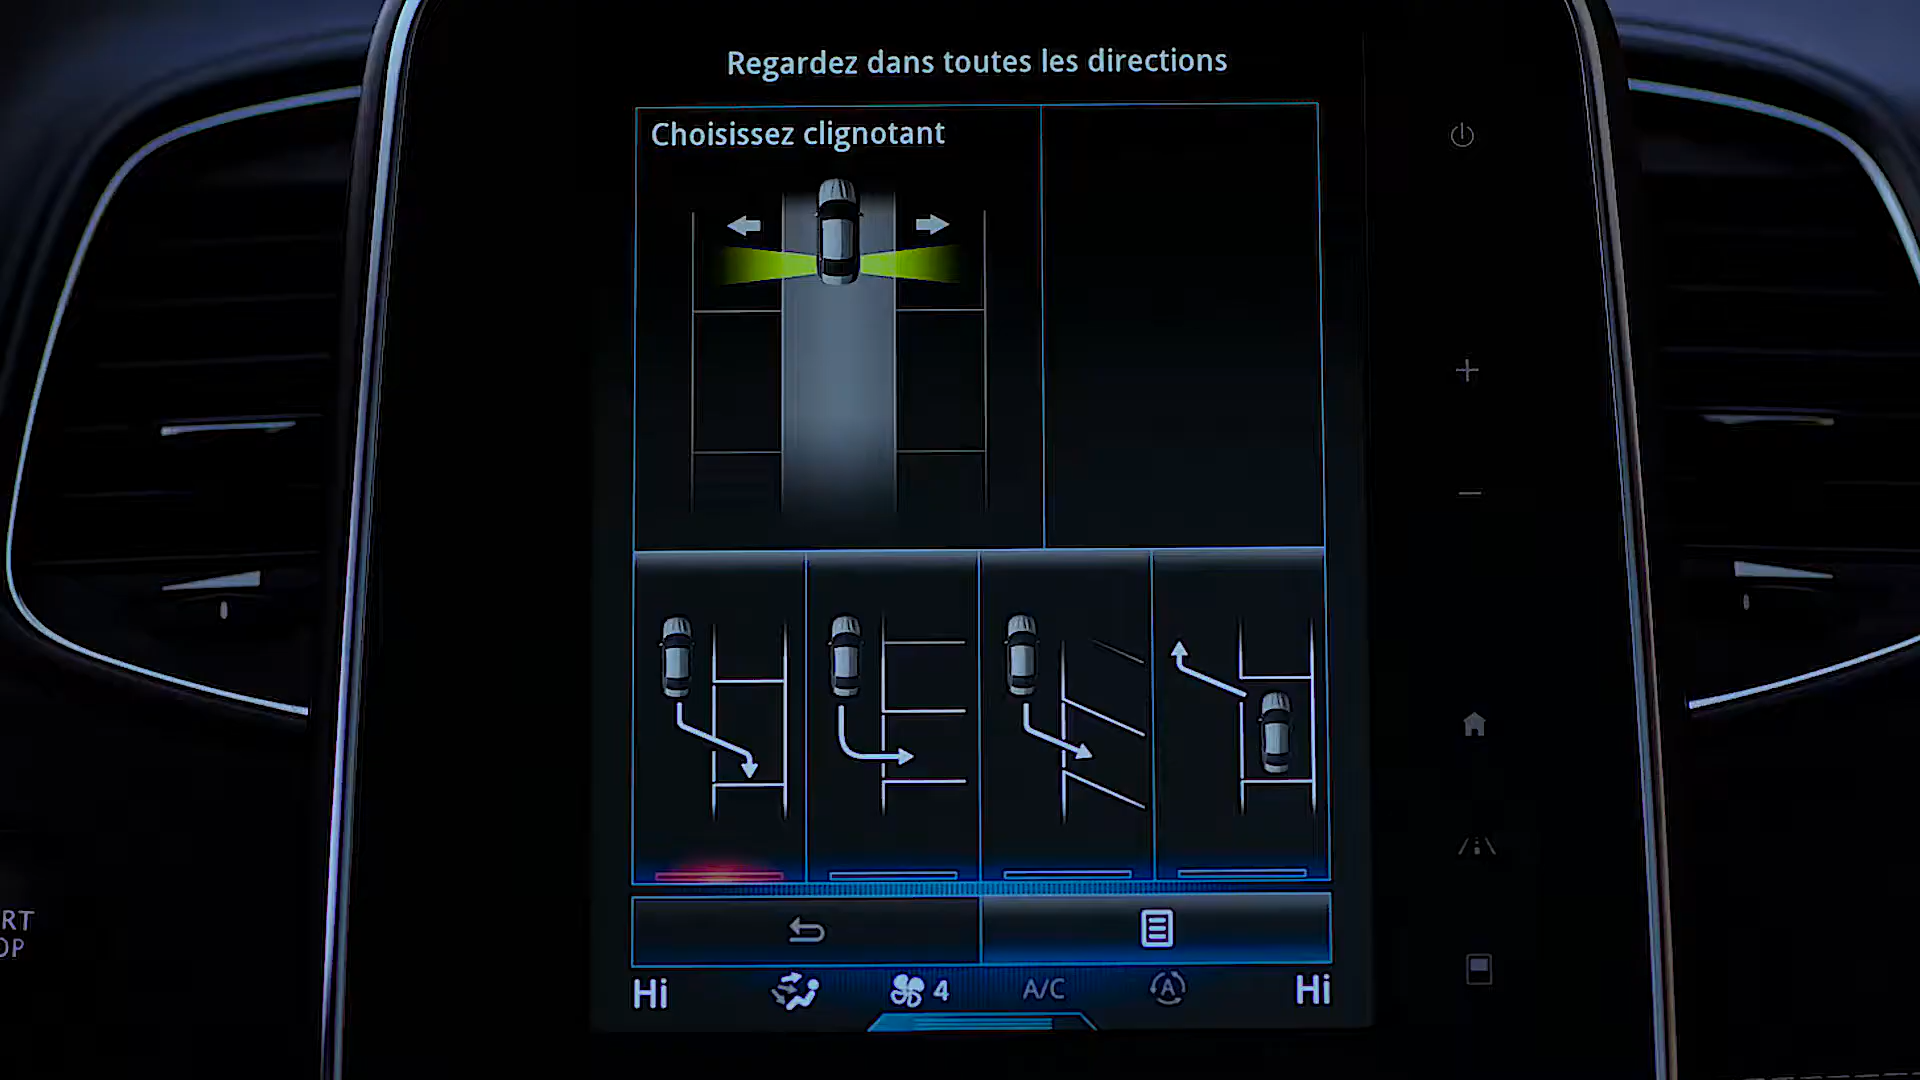 Regardez dans toutes les directions
Choisissez clignotant
RT
OP
Hi
4
A/C
A
Hi